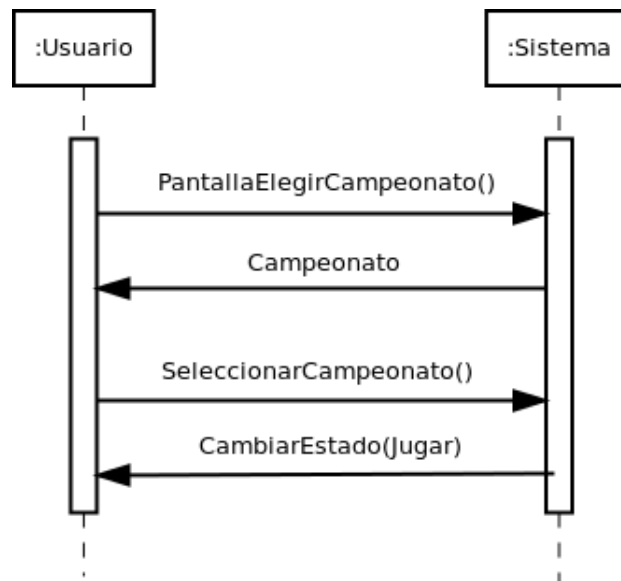 :Usuario
:Sistema
PantallaElegirCampeonato()
Campeonato
SeleccionarCampeonato()
CambiarEstado(Jugar)